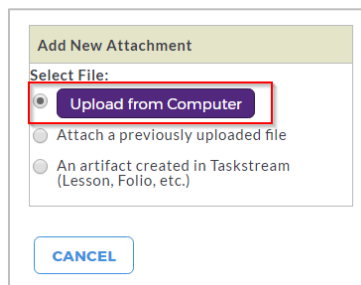 Add New Attachment
Select File:
Upload from Computer
Attach a previously uploaded file
An artifact created in Taskstream
(Lesson, Folio, etc.)
CANCEL